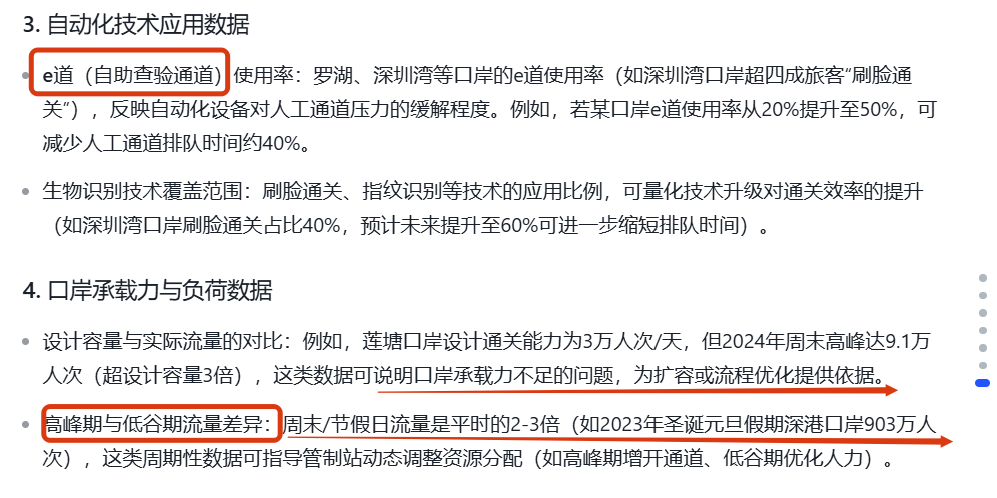 3. 自动化技术应用数据
e道（自助查验通道）使用率：罗湖、深圳湾等口岸的e道使用率（如深圳湾口岸超四成旅客“刷脸通
关”），反映自动化设备对人工通道压力的缓解程度。例如，若某口岸e道使用率从20%提升至50%，可
减少人工通道排队时间约40%。
生物识别技术覆盖范围：刷脸通关、指纹识别等技术的应用比例，可量化技术升级对通关效率的提升
（如深圳湾口岸刷脸通关占比40%，预计未来提升至60%可进一步缩短排队时间）。
4. 口岸承载力与负荷数据
设计容量与实际流量的对比：例如，莲塘口岸设计通关能力为3万人次/天，但2024年周末高峰达9.1万
人次（超设计容量3倍），这类数据可说明口岸承载力不足的问题，为扩容或流程优化提供依据。
高峰期与低谷期流量差异：周末/节假日流量是平时的2-3倍（如2023年圣诞元旦假期深港口岸903万人
次），这类周期性数据可指导管制站动态调整资源分配（如高峰期增开通道、低谷期优化人力）。